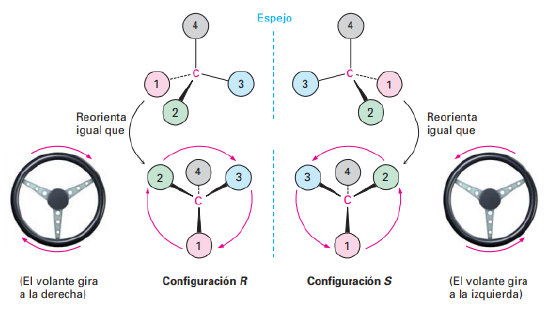 Espejo
4
4
C
C
1
3
3
1
2
2
Reorienta
igual que
Reorienta
igual que
2
4
3
3
4
2
C
C
1
1
(El volante gira
a la derecha)
Configuración R
Configuración S
(El volante gira
a la izquierda)